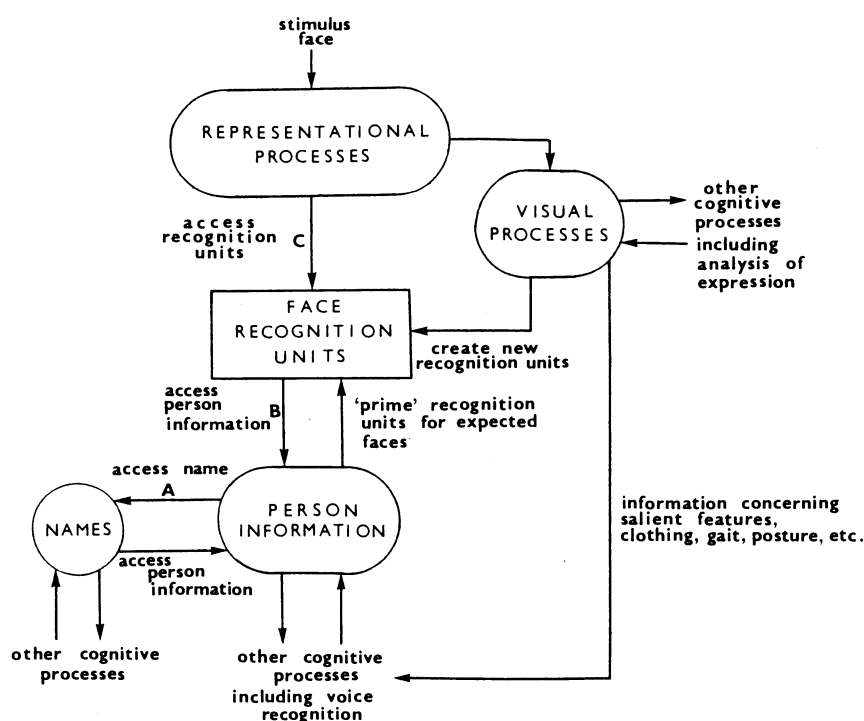 stimulus
face
REPRESENTATIONAL
PROCESSES
access
recognition
units
C
VISUAL
PROCESSES
other
cognitive
processes
including
analysis of
expression
FACE
RECOGNITION
UNITS
create new
recognition units
access
person
information
B
'prime' recognition
units for expected
faces
access name
A
NAMES
PERSON
INFORMATION
access
person
information
information concerning
salient features,
clothing, gait, posture, etc.
other cognitive
processes
other cognitive
processes
including voice
recognition